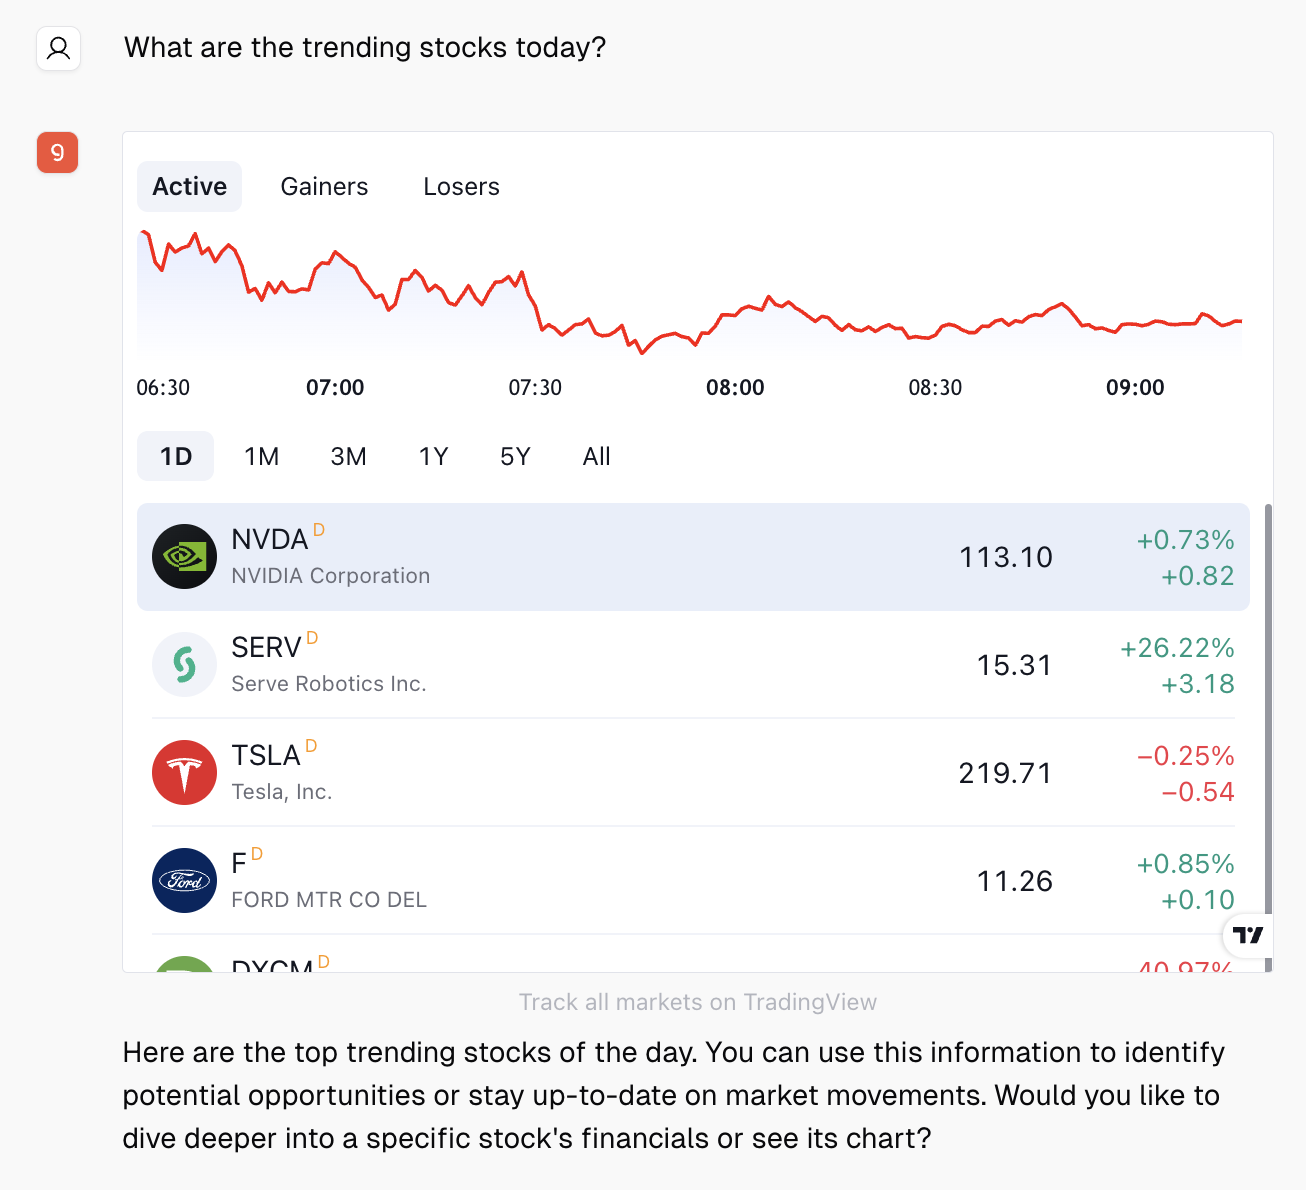 What are the trending stocks today?
9
Active Gainers Losers
06:30 07:00 07:30 08:00 08:30 09:00
1D 1M 3M 1Y 5Y All
NVDA D
NVIDIA Corporation
113.10
+0.73%
+0.82
SERV D
Serve Robotics Inc.
15.31
+26.22%
+3.18
TSLA D
Tesla, Inc.
219.71
−0.25%
−0.54
Ford
F D
FORD MTR CO DEL
11.26
+0.85%
+0.10
DXCM D
40.97%
Track all markets on TradingView
Here are the top trending stocks of the day. You can use this information to identify
potential opportunities or stay up-to-date on market movements. Would you like to
dive deeper into a specific stock's financials or see its chart?